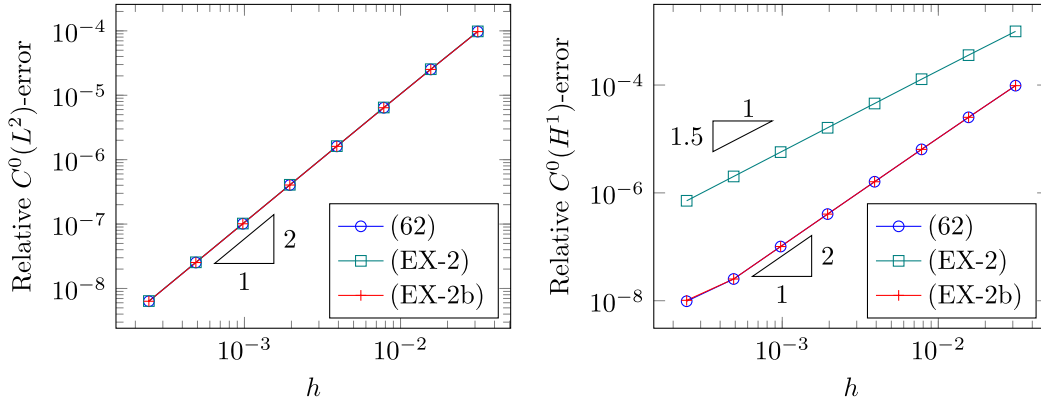 Relative C⁰(L²)-error
10⁻⁴
10⁻⁵
10⁻⁶
10⁻⁷
10⁻⁸
10⁻³
10⁻²
h
2
1
(62)
(EX-2)
(EX-2b)
Relative C⁰(H¹)-error
10⁻⁴
10⁻⁶
10⁻⁸
10⁻³
10⁻²
h
1
1.5
2
1
(62)
(EX-2)
(EX-2b)